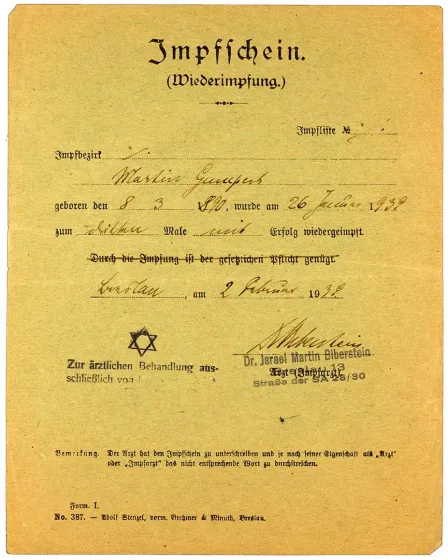 Impfschein.
(Wiederimpfung.)
Impfliste №
Impfbezirk
Martin Gumpert
geboren den 8 3 890, wurde am 26 Januar 1939
zum dritten Male mit Erfolg wiedergeimpft.
Durch die Impfung ist der gesetzlichen Pflicht genügt.
Breslau, am 2 Februar 1939
Biberstein
Dr. Jsrael Martin Biberstein
Zur ärztlichen Behandlung aus-
Arzt (Impfarzt).
schließlich von
Straße der SA
Bemerkung. Der Arzt hat den Impfschein zu unterschreiben und je nach seiner Eigenschaft als „Arzt“
oder „Impfarzt“ das nicht entsprechende Wort zu durchstreichen.
Form. I.
No. 387. — Adolf Stenzel, vorm. Brehmer & Minuth, Breslau.